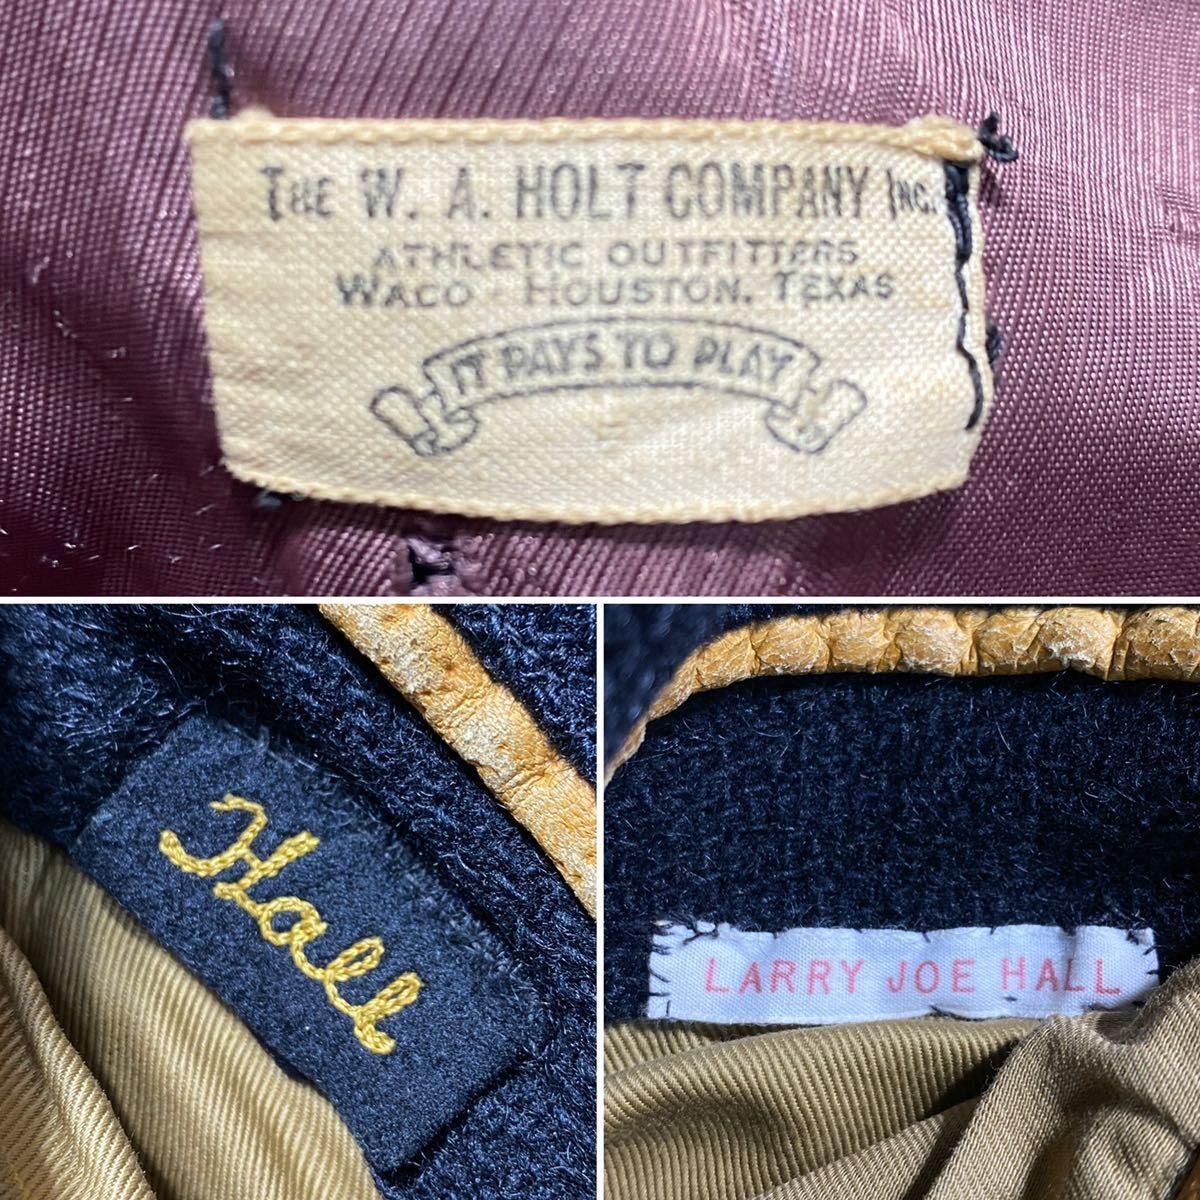 THE W. A. HOLT COMPANY INC.
ATHLETIC OUTFITTERS
WACO HOUSTON, TEXAS
IT PAYS TO PLAY
Hall
LARRY JOE HALL